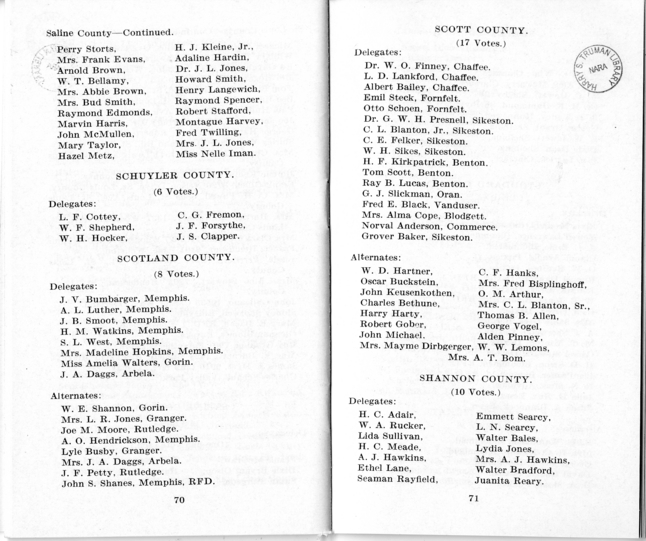 Saline County—Continued.
Perry Storts,
Mrs. Frank Evans,
Arnold Brown,
W. T. Bellamy,
Mrs. Abbie Brown,
Mrs. Bud Smith,
Raymond Edmonds,
Marvin Harris,
John McMullen,
Mary Taylor,
Hazel Metz,
H. J. Kleine, Jr.,
Adaline Hardin,
Dr. J. L. Jones,
Howard Smith,
Henry Langewich,
Raymond Spencer,
Robert Stafford,
Montague Harvey,
Fred Twilling,
Mrs. J. L. Jones,
Miss Nelle Iman.
SCHUYLER COUNTY.
(6 Votes.)
Delegates:
L. F. Cottey,
W. F. Shepherd,
W. H. Hocker,
C. G. Fremon,
J. F. Forsythe,
J. S. Clapper.
SCOTLAND COUNTY.
(8 Votes.)
Delegates:
J. V. Bumbarger, Memphis.
A. L. Luther, Memphis.
J. B. Smoot, Memphis.
H. M. Watkins, Memphis.
S. L. West, Memphis.
Mrs. Madeline Hopkins, Memphis.
Miss Amelia Walters, Gorin.
J. A. Daggs, Arbela.
Alternates:
W. E. Shannon, Gorin.
Mrs. L. R. Jones, Granger.
Joe M. Moore, Rutledge.
A. O. Hendrickson, Memphis.
Lyle Busby, Granger.
Mrs. J. A. Daggs, Arbela.
J. F. Petty, Rutledge.
John S. Shanes, Memphis, RFD.
70
SCOTT COUNTY.
(17 Votes.)
HARRY S. TRUMAN LIBRARY
NARA
Delegates:
Dr. W. O. Finney, Chaffee.
L. D. Lankford, Chaffee.
Albert Bailey, Chaffee.
Emil Steck, Fornfelt.
Otto Schoen, Fornfelt.
Dr. G. W. H. Presnell, Sikeston.
C. L. Blanton, Jr., Sikeston.
C. E. Felker, Sikeston.
W. H. Sikes, Sikeston.
H. F. Kirkpatrick, Benton.
Tom Scott, Benton.
Ray B. Lucas, Benton.
G. J. Slickman, Oran.
Fred E. Black, Vanduser.
Mrs. Alma Cope, Blodgett.
Norval Anderson, Commerce.
Grover Baker, Sikeston.
Alternates:
W. D. Hartner,
Oscar Buckstein,
John Keusenkothen,
Charles Bethune,
Harry Harty,
Robert Gober,
John Michael,
C. F. Hanks,
Mrs. Fred Bisplinghoff,
O. M. Arthur,
Mrs. C. L. Blanton, Sr.,
Thomas B. Allen,
George Vogel,
Alden Pinney,
Mrs. Mayme Dirbgerger, W. W. Lemons,
Mrs. A. T. Bom.
SHANNON COUNTY.
(10 Votes.)
Delegates:
H. C. Adair,
W. A. Rucker,
Lida Sullivan,
H. C. Meade,
A. J. Hawkins,
Ethel Lane,
Seaman Rayfield,
Emmett Searcy,
L. N. Searcy,
Walter Bales,
Lydia Jones,
Mrs. A. J. Hawkins,
Walter Bradford,
Juanita Reary.
71